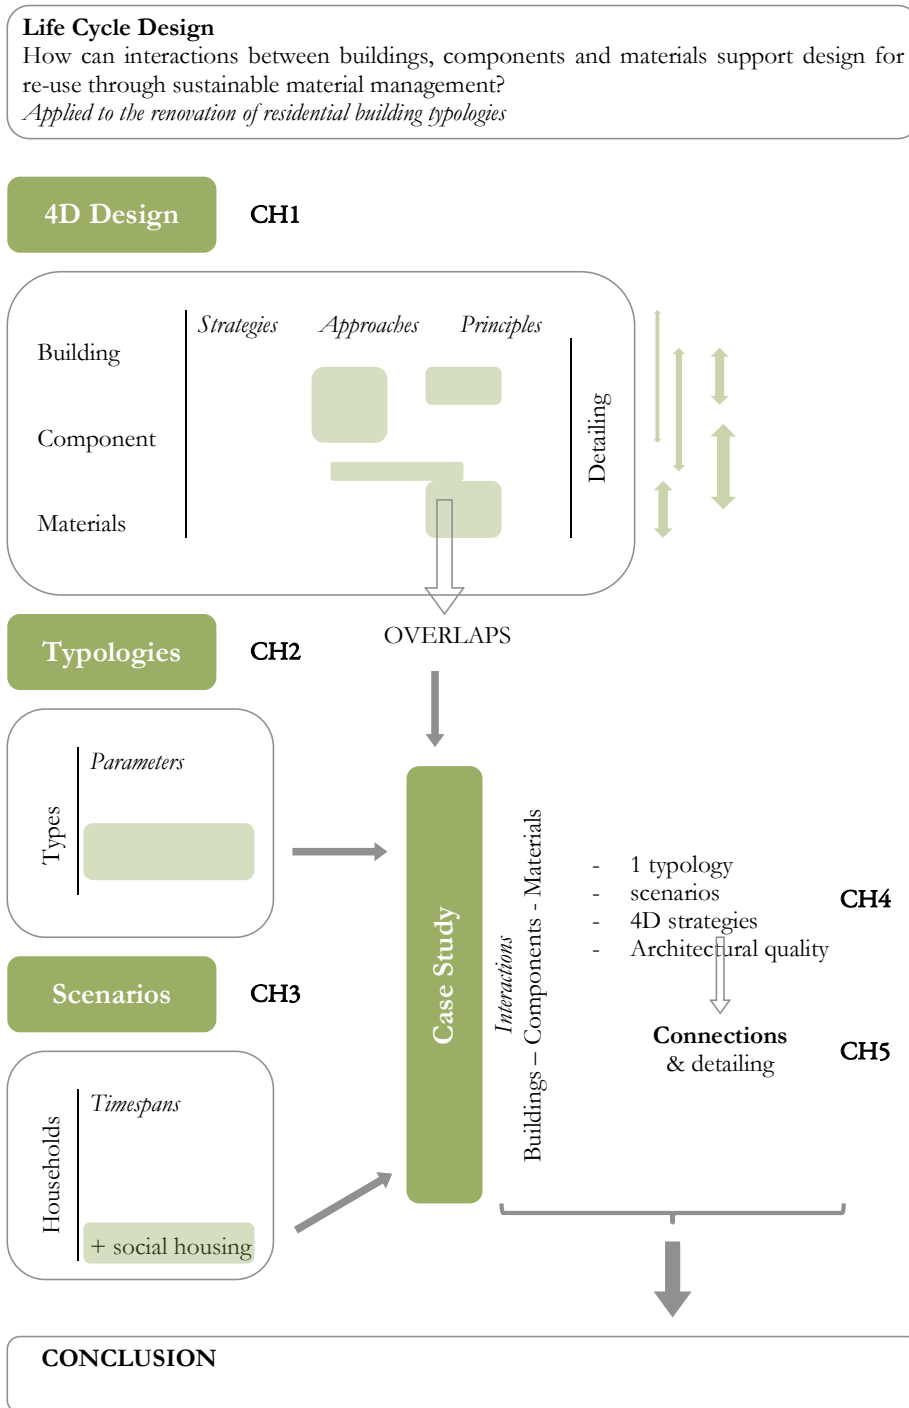 Life Cycle Design
How can interactions between buildings, components and materials support design for
re-use through sustainable material management?
Applied to the renovation of residential building typologies
4D Design
CH1
Strategies
Approaches
Principles
Building
Component
Materials
Detailing
OVERLAPS
Typologies
CH2
Parameters
Types
Scenarios
CH3
Timespans
Households
+ social housing
Case Study
Interactions
Buildings – Components - Materials
- 1 typology
- scenarios
- 4D strategies
- Architectural quality
CH4
Connections
& detailing
CH5
CONCLUSION